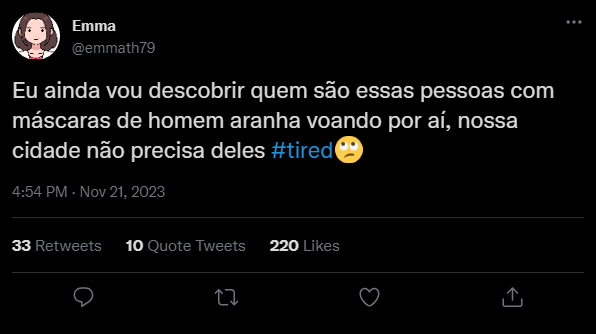 Emma
@emmath79
Eu ainda vou descobrir quem são essas pessoas com
máscaras de homem aranha voando por aí, nossa
cidade não precisa deles #tired🙄
4:54 PM · Nov 21, 2023
33 Retweets 10 Quote Tweets 220 Likes